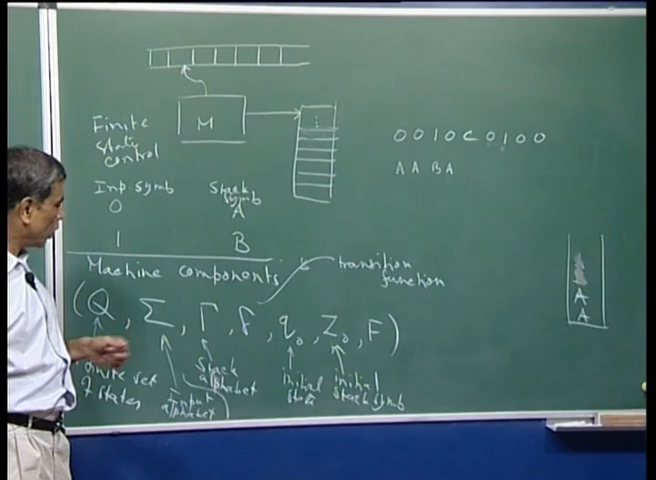 M
Finite
state
control
Inp symb
Stack
symb
0 A
1 B
0 0 1 0 C 0 1 0 0
A A B A
A
A
Machine components
transition
function
(Q, Σ, Γ, δ, q₀, Z₀, F)
finite set
of states
input
alphabet
stack
alphabet
initial
state
initial
stack symb